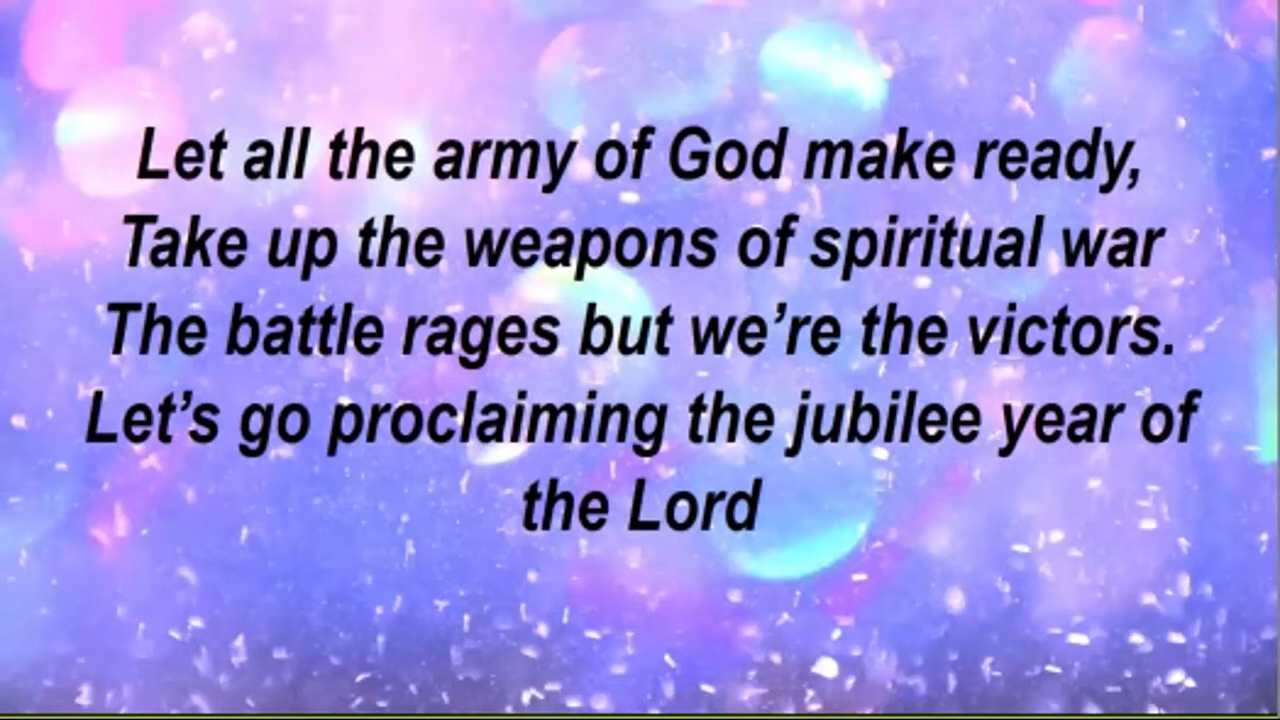 Let all the army of God make ready,
Take up the weapons of spiritual war
The battle rages but we’re the victors.
Let’s go proclaiming the jubilee year of
the Lord